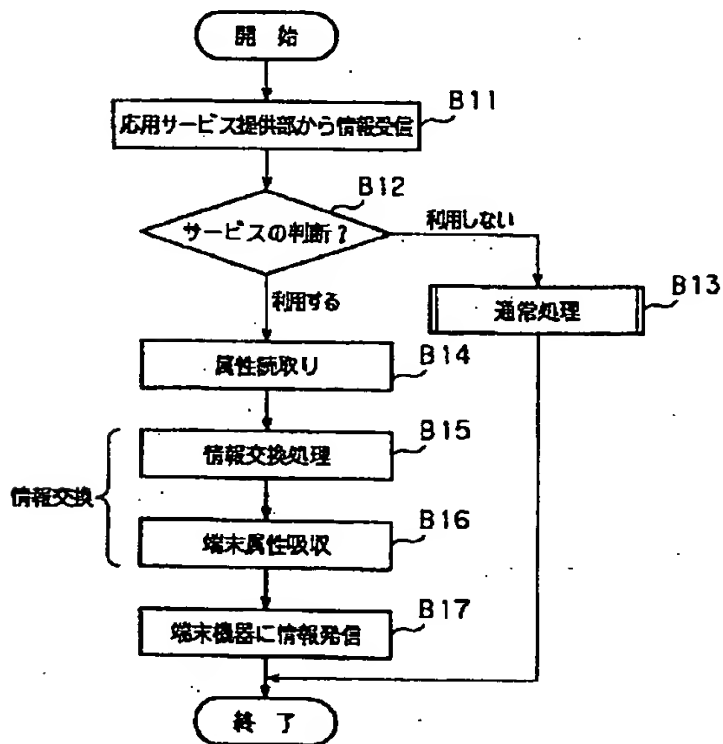 開始
B11
応用サービス提供部から情報受信
B12
サービスの判断?
利用しない
B13
通常処理
利用する
属性読取り
B14
情報交換
情報交換処理
B15
端末属性吸収
B16
端末機器に情報発信
B17
終了